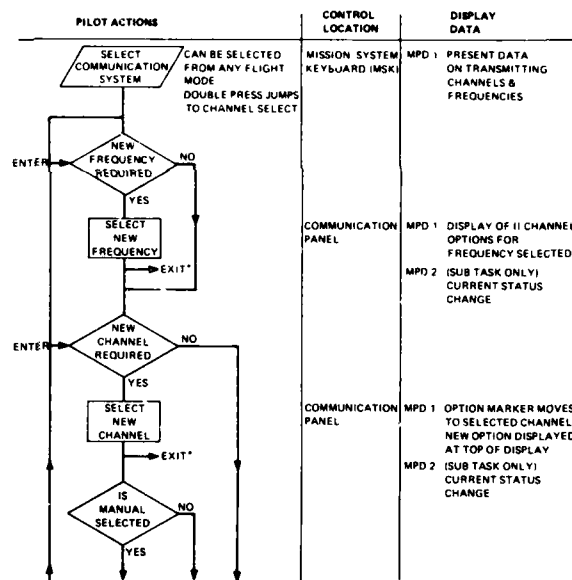 PILOT ACTIONS
CONTROL
LOCATION
DISPLAY
DATA
SELECT
COMMUNICATION
SYSTEM
CAN BE SELECTED
FROM ANY FLIGHT
MODE
DOUBLE PRESS JUMPS
TO CHANNEL SELECT
MISSION SYSTEM
KEYBOARD (MSK)
MPD 1 PRESENT DATA
ON TRANSMITTING
CHANNELS &
FREQUENCIES
ENTER
NEW
FREQUENCY
REQUIRED
NO
YES
SELECT
NEW
FREQUENCY
EXIT*
COMMUNICATION
PANEL
MPD 1 DISPLAY OF II CHANNEL
OPTIONS FOR
FREQUENCY SELECTED
MPD 2 (SUB TASK ONLY)
CURRENT STATUS
CHANGE
ENTER
NEW
CHANNEL
REQUIRED
NO
YES
SELECT
NEW
CHANNEL
EXIT*
COMMUNICATION
PANEL
MPD 1 OPTION MARKER MOVES
TO SELECTED CHANNEL
NEW OPTION DISPLAYED
AT TOP OF DISPLAY
MPD 2 (SUB TASK ONLY)
CURRENT STATUS
CHANGE
IS
MANUAL
SELECTED
NO
YES